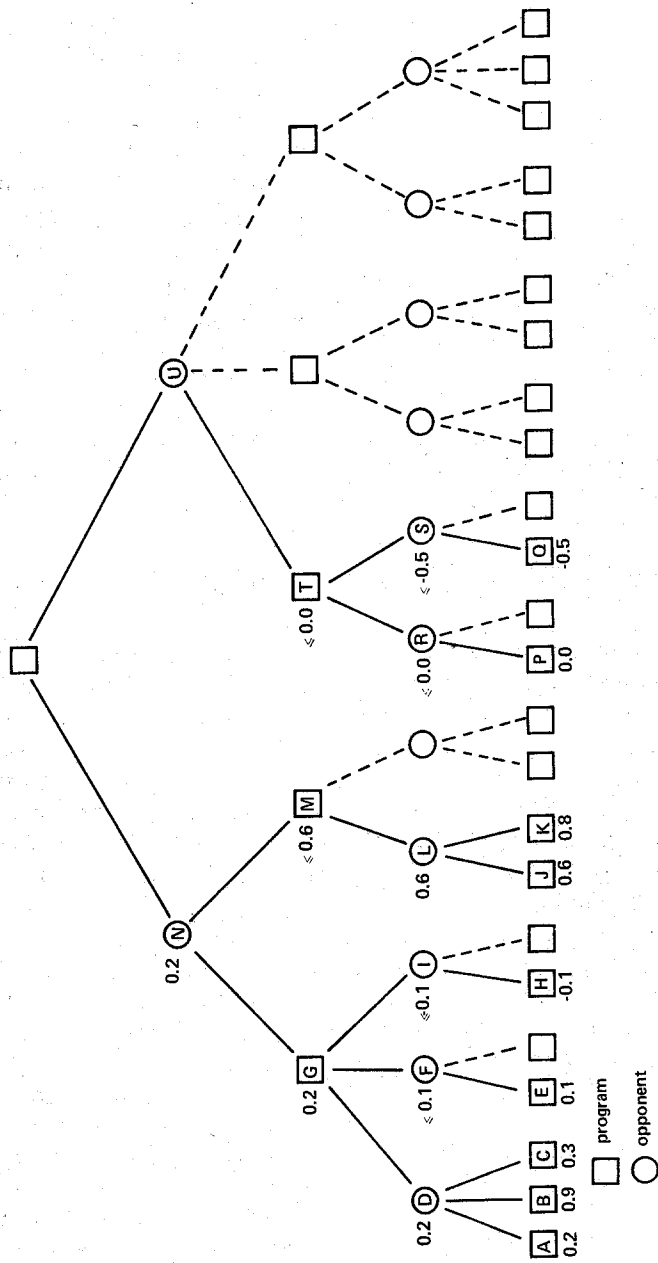 U
0.2 N
0.2 G
≤ 0.6 M
≤ 0.0 T
0.2 D
≤ 0.1 F
≤ -0.1 I
0.6 L
≤ 0.0 R
≤ -0.5 S
A B C E H J K P Q
0.2 0.9 0.3 0.1 -0.1 0.6 0.8 0.0 -0.5
program
opponent